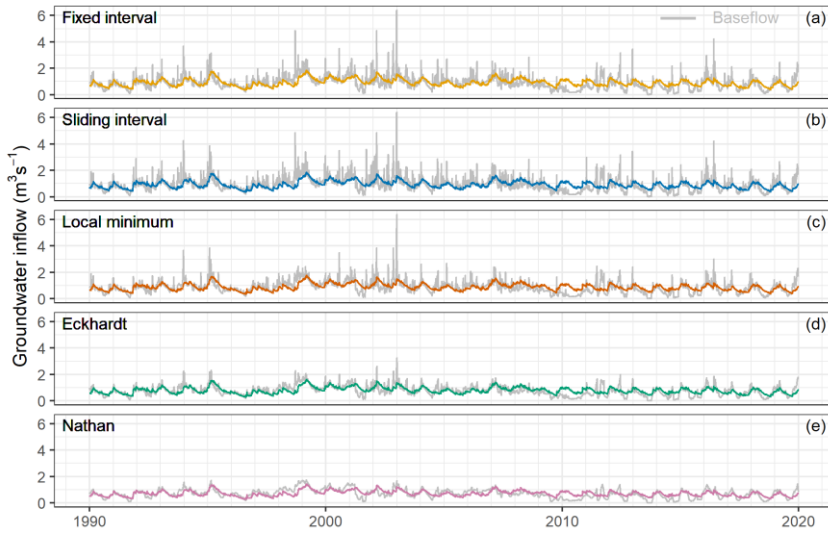 Fixed interval
Baseflow
(a)
6
4
2
0
Sliding interval
(b)
6
4
2
0
Local minimum
(c)
6
4
2
0
Eckhardt
(d)
6
4
2
0
Nathan
(e)
6
4
2
0
Groundwater inflow (m³s⁻¹)
1990
2000
2010
2020